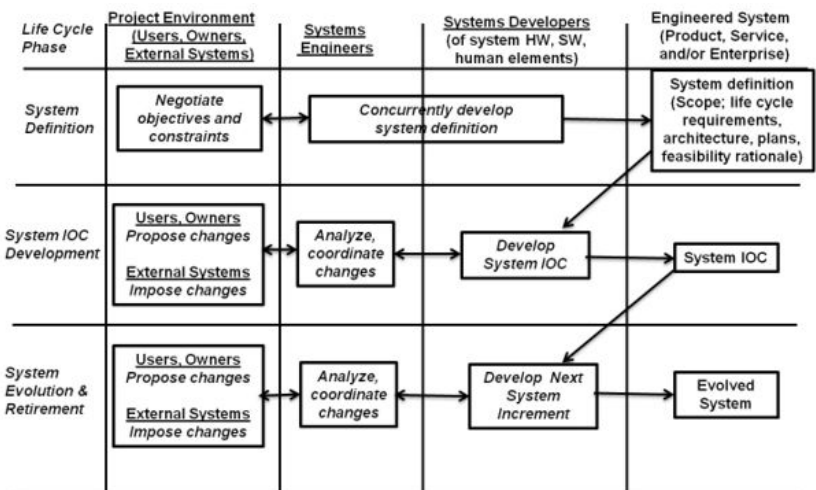 Life Cycle
Phase
Project Environment
(Users, Owners,
External Systems)
Systems
Engineers
Systems Developers
(of system HW, SW,
human elements)
Engineered System
(Product, Service,
and/or Enterprise)
System
Definition
Negotiate
objectives and
constraints
Concurrently develop
system definition
System definition
(Scope; life cycle
requirements,
architecture, plans,
feasibility rationale)
System IOC
Development
Users, Owners
Propose changes
External Systems
Impose changes
Analyze,
coordinate
changes
Develop
System IOC
System IOC
System
Evolution &
Retirement
Users, Owners
Propose changes
External Systems
Impose changes
Analyze,
coordinate
changes
Develop Next
System
Increment
Evolved
System